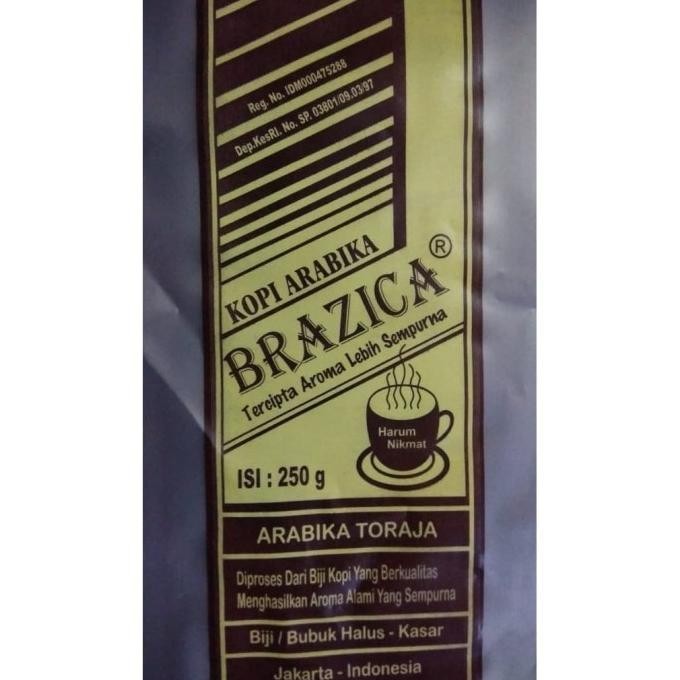 Reg. No. IDM000475288
Dep.KesRI. No. SP. 03801/09.03/97
KOPI ARABIKA
BRAZICA®
Tercipta Aroma Lebih Sempurna
Harum
Nikmat
ISI : 250 g
ARABIKA TORAJA
Diproses Dari Biji Kopi Yang Berkualitas
Menghasilkan Aroma Alami Yang Sempurna
Biji / Bubuk Halus - Kasar
Jakarta - Indonesia